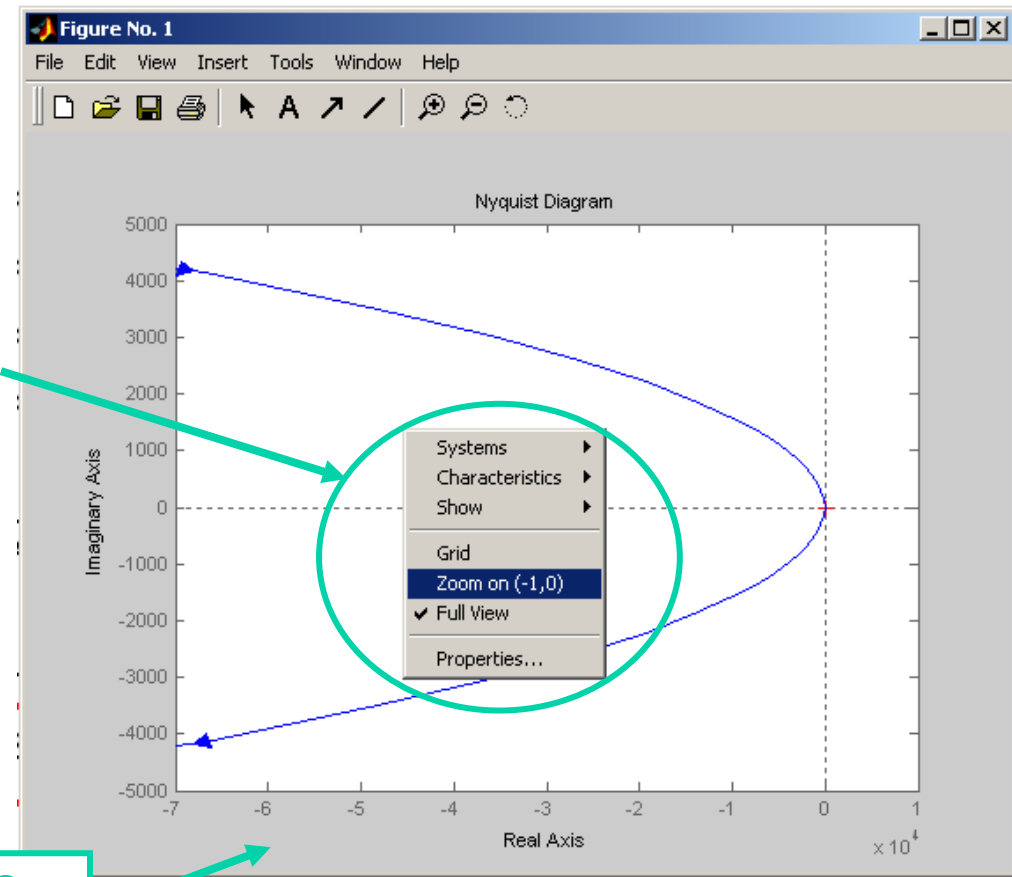 Figure No. 1
File Edit View Insert Tools Window Help
A
Nyquist Diagram
5000
4000
3000
2000
1000
0
-1000
-2000
-3000
-4000
-5000
Imaginary Axis
Systems
Characteristics
Show
Grid
Zoom on (-1,0)
Full View
Properties...
-7 -6 -5 -4 -3 -2 -1 0 1
Real Axis
x 10^4